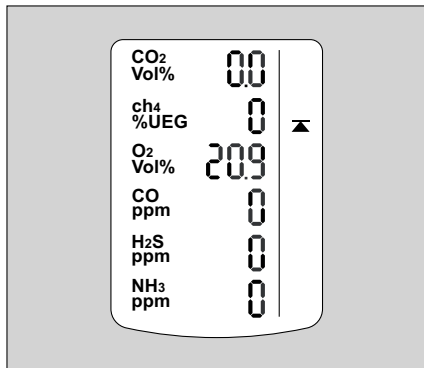 CO2
Vol% 0.0
ch4
%UEG 0
O2
Vol% 20.9
CO
ppm 0
H2S
ppm 0
NH3
ppm 0